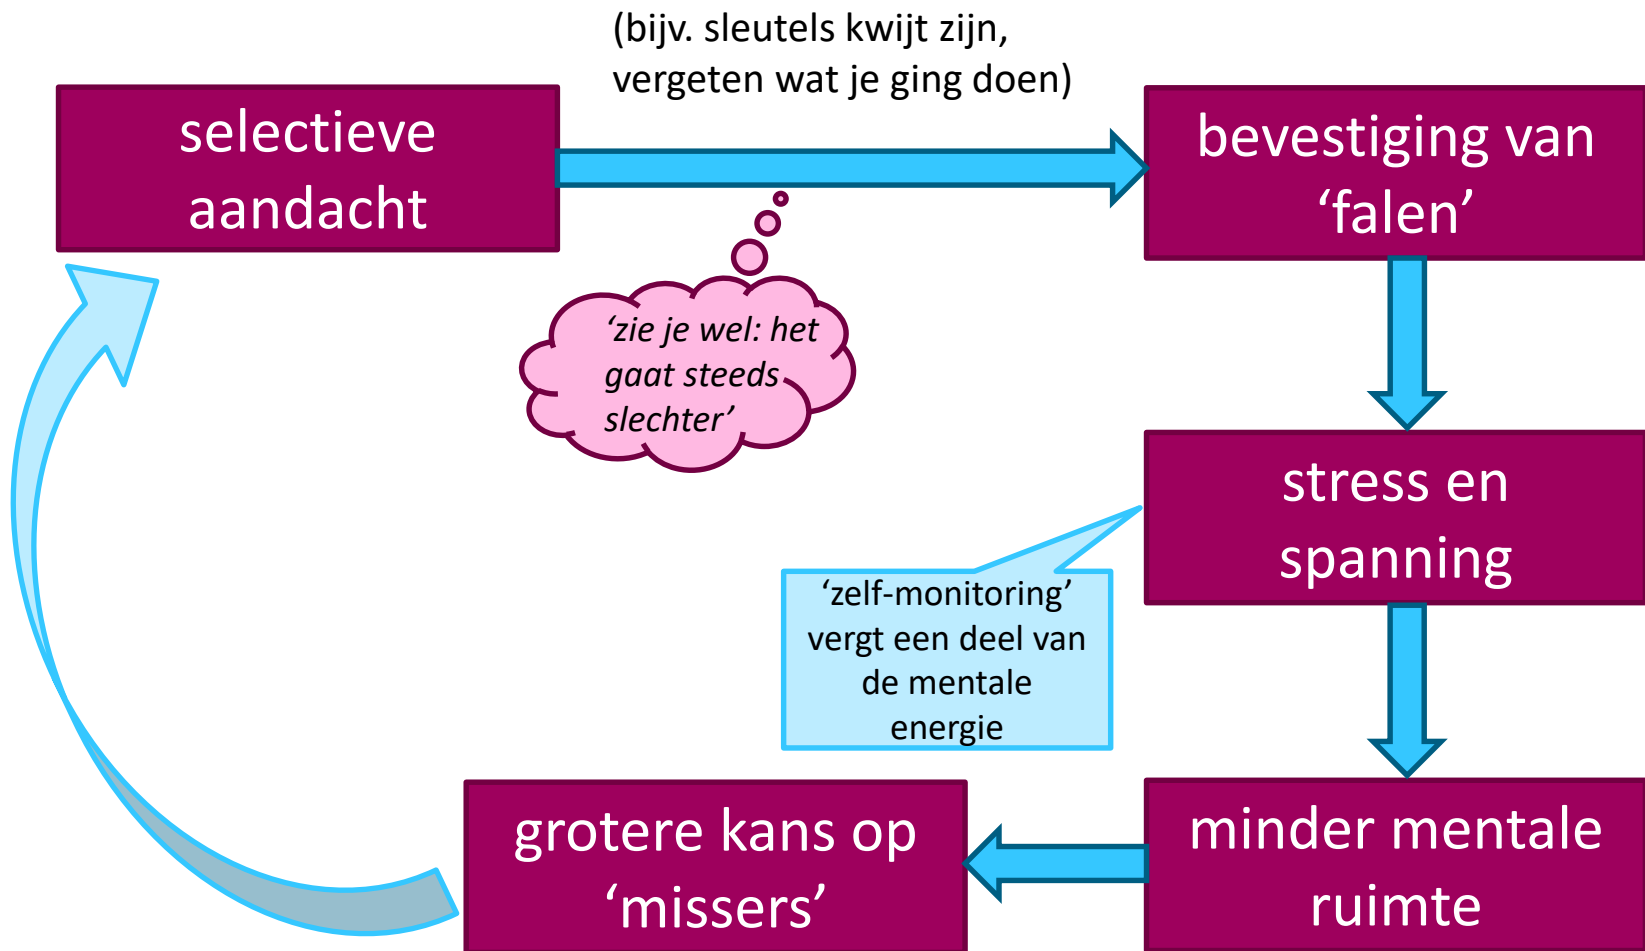 (bijv. sleutels kwijt zijn,
vergeten wat je ging doen)
selectieve
aandacht
bevestiging van
‘falen’
‘zie je wel: het
gaat steeds
slechter’
stress en
spanning
‘zelf-monitoring’
vergt een deel van
de mentale
energie
minder mentale
ruimte
grotere kans op
‘missers’